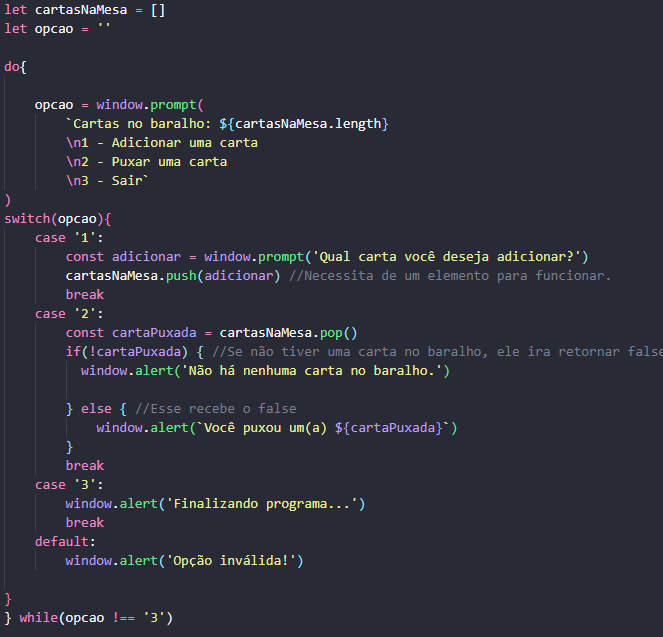 let cartasNaMesa = []
let opcao = ''
do{
opcao = window.prompt(
`Cartas no baralho: ${cartasNaMesa.length}
\n1 - Adicionar uma carta
\n2 - Puxar uma carta
\n3 - Sair`
)
switch(opcao){
case '1':
const adicionar = window.prompt('Qual carta você deseja adicionar?')
cartasNaMesa.push(adicionar) //Necessita de um elemento para funcionar.
break
case '2':
const cartaPuxada = cartasNaMesa.pop()
if(!cartaPuxada) { //Se não tiver uma carta no baralho, ele ira retornar false
window.alert('Não há nenhuma carta no baralho.')
} else { //Esse recebe o false
window.alert(`Você puxou um(a) ${cartaPuxada}`)
}
break
case '3':
window.alert('Finalizando programa...')
break
default:
window.alert('Opção inválida!')
}
} while(opcao !== '3')